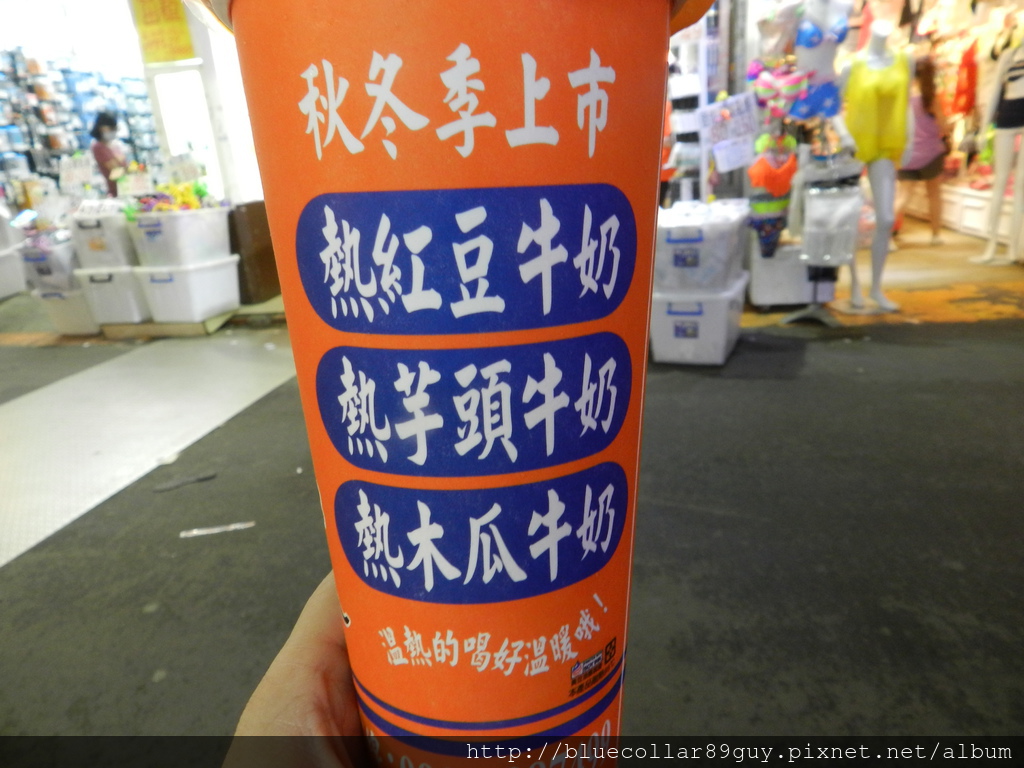 秋冬季上市
熱紅豆牛奶
熱芋頭牛奶
熱木瓜牛奶
溫熱的喝好溫暖哦！
http://bluecollar89guy.pixnet.net/album